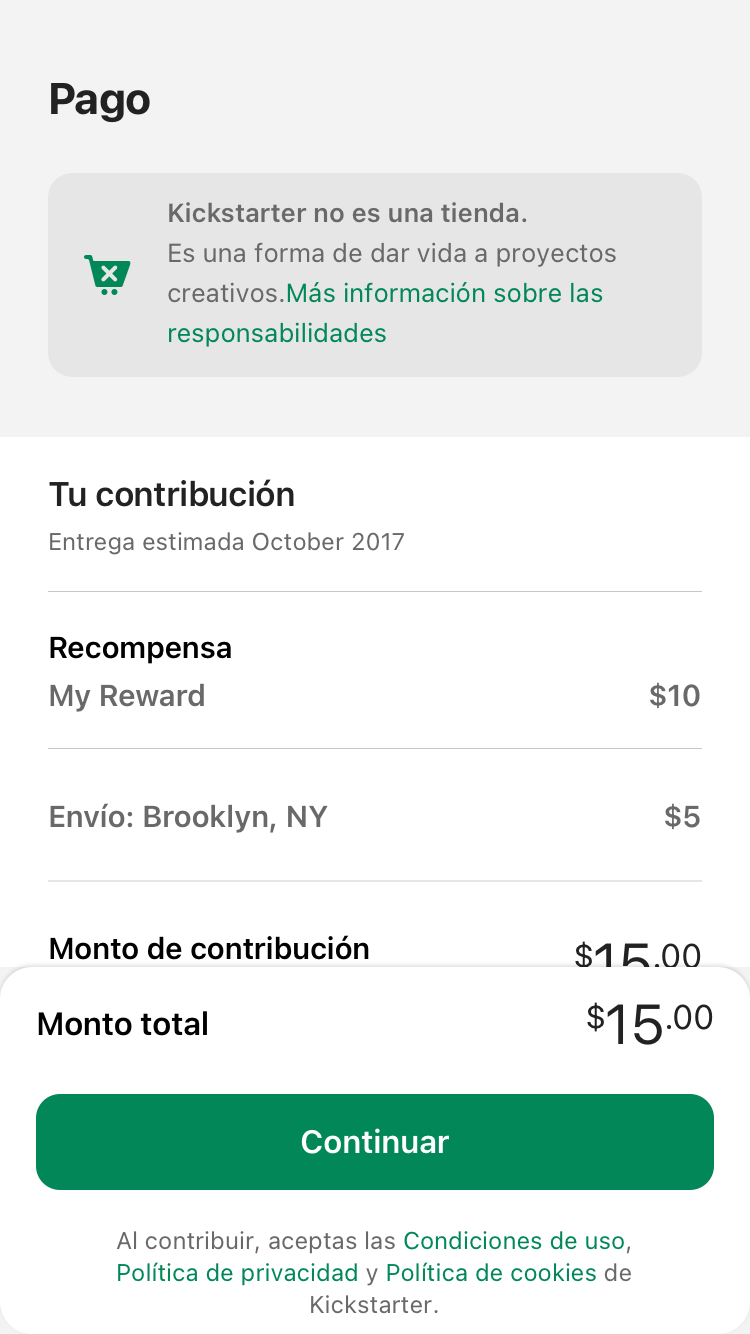 Pago
Kickstarter no es una tienda.
Es una forma de dar vida a proyectos
creativos.Más información sobre las
responsabilidades
Tu contribución
Entrega estimada October 2017
Recompensa
My Reward $10
Envío: Brooklyn, NY $5
Monto de contribución $15.00
Monto total $15.00
Continuar
Al contribuir, aceptas las Condiciones de uso,
Política de privacidad y Política de cookies de
Kickstarter.